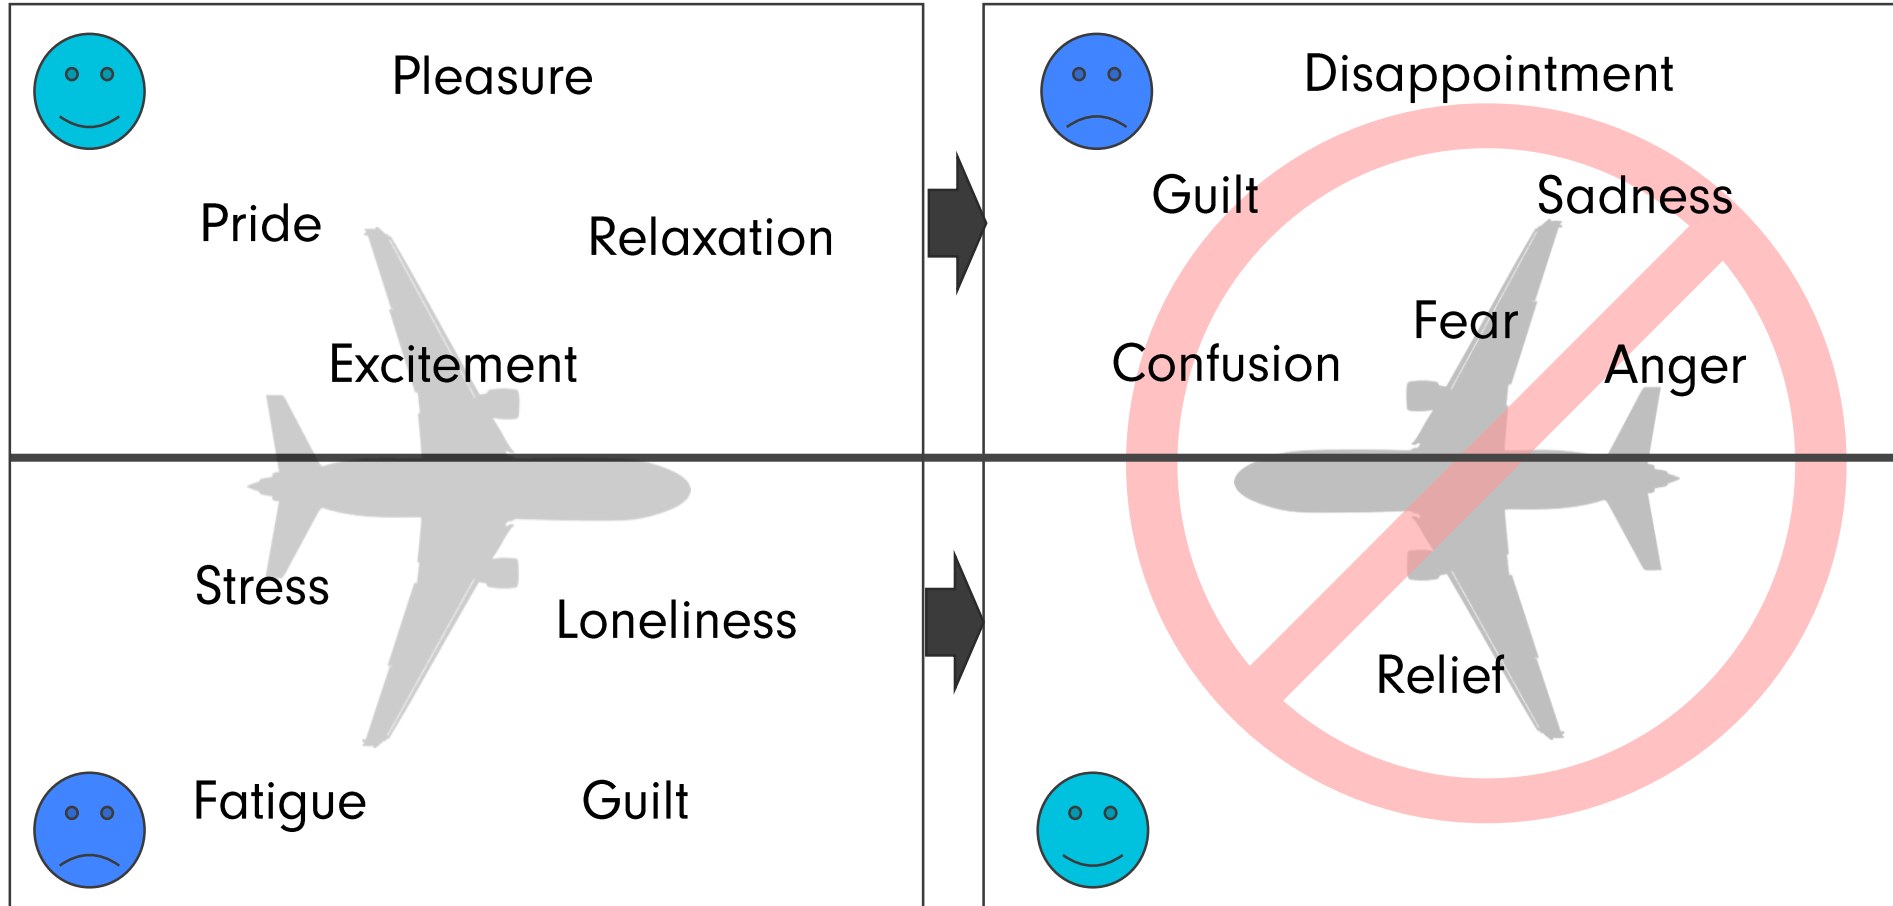 Pleasure
Pride
Relaxation
Excitement
Stress
Loneliness
Fatigue
Guilt
Disappointment
Guilt
Sadness
Fear
Confusion
Anger
Relief